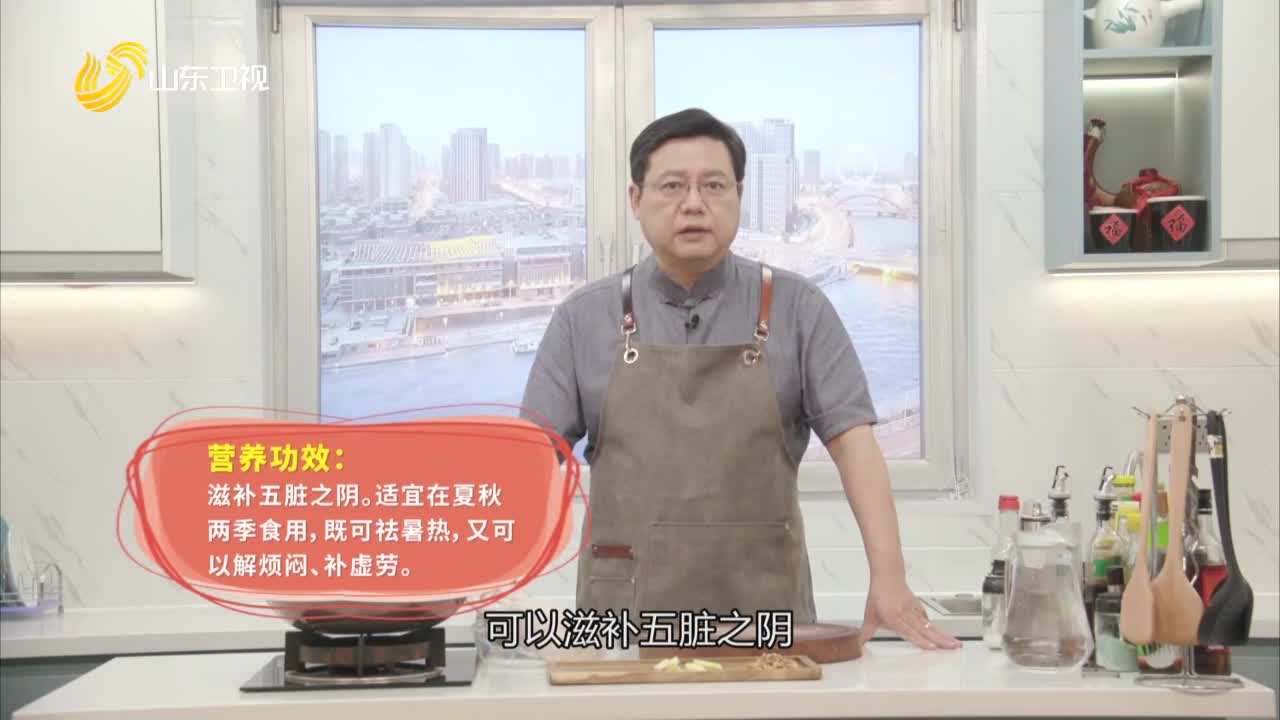 山东卫视
福
福
营养功效：
滋补五脏之阴。适宜在夏秋
两季食用，既可祛暑热，又可
以解烦闷、补虚劳。
可以滋补五脏之阴